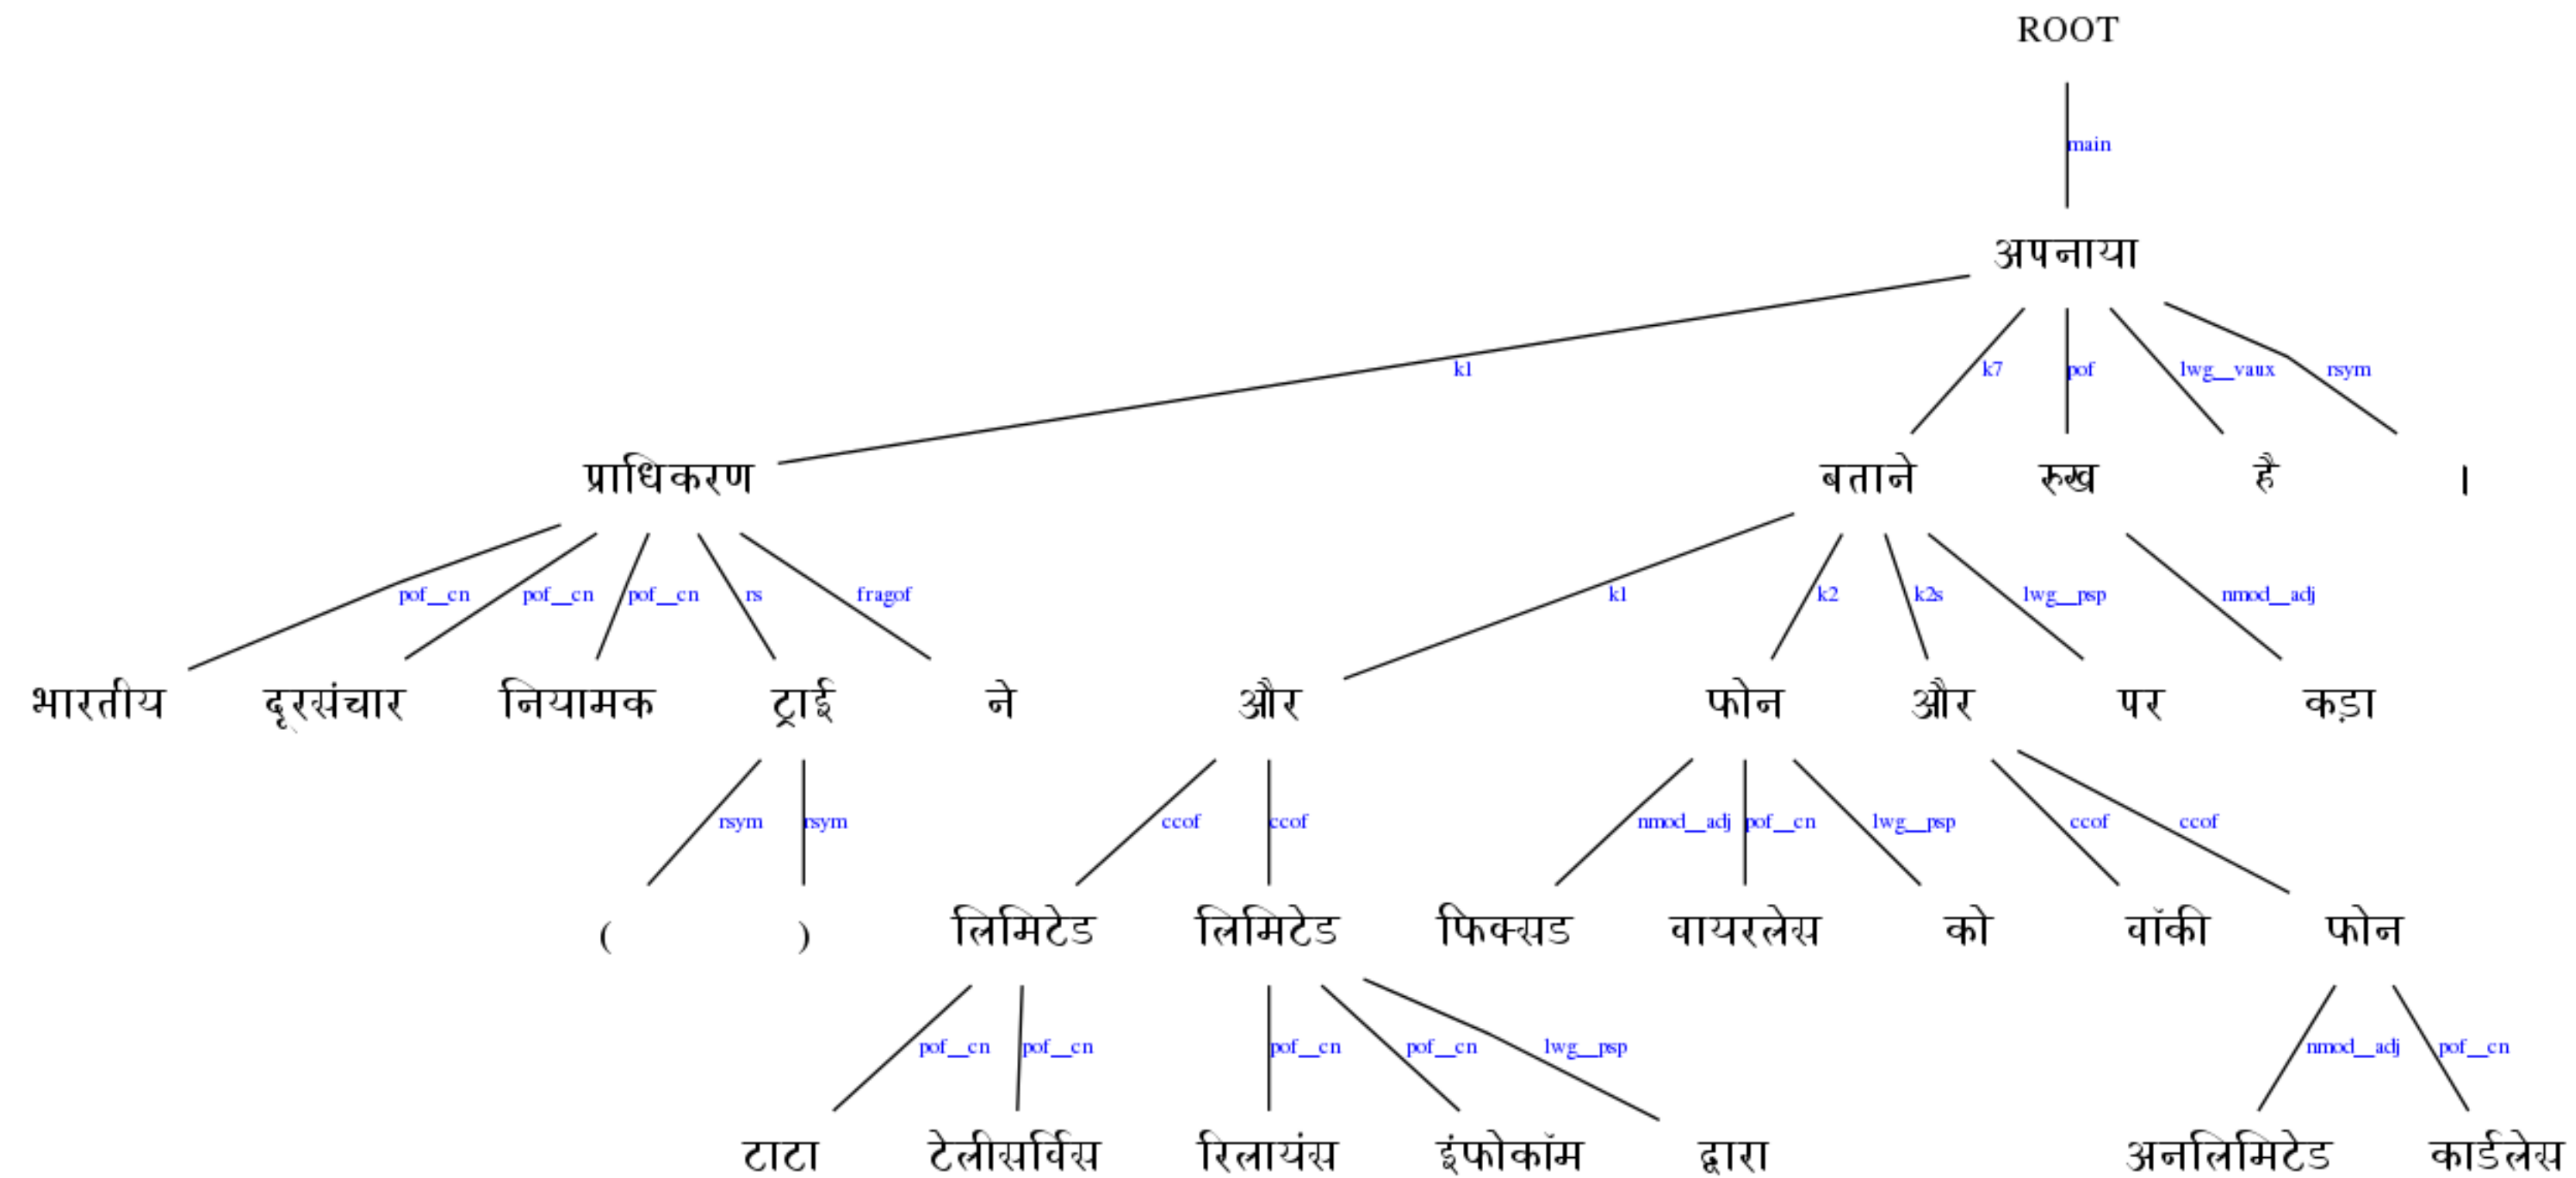 ROOT
main
अपनाया
k1 k7 pof lwg__vaux rsym
प्राधिकरण बताने रुख है ।
pof__cn pof__cn pof__cn rs fragof k1 k2 k2s lwg__psp nmod__adj
भारतीय दूरसंचार नियामक ट्राई ने और फोन और पर कड़ा
rsym rsym ccof ccof nmod__adj pof__cn lwg__psp ccof ccof
( ) लिमिटेड लिमिटेड फिक्सड वायरलेस को वॉकी फोन
pof__cn pof__cn pof__cn pof__cn lwg__psp nmod__adj pof__cn
टाटा टेलीसर्विस रिलायंस इंफोकॉम द्वारा अनलिमिटेड कार्डलेस